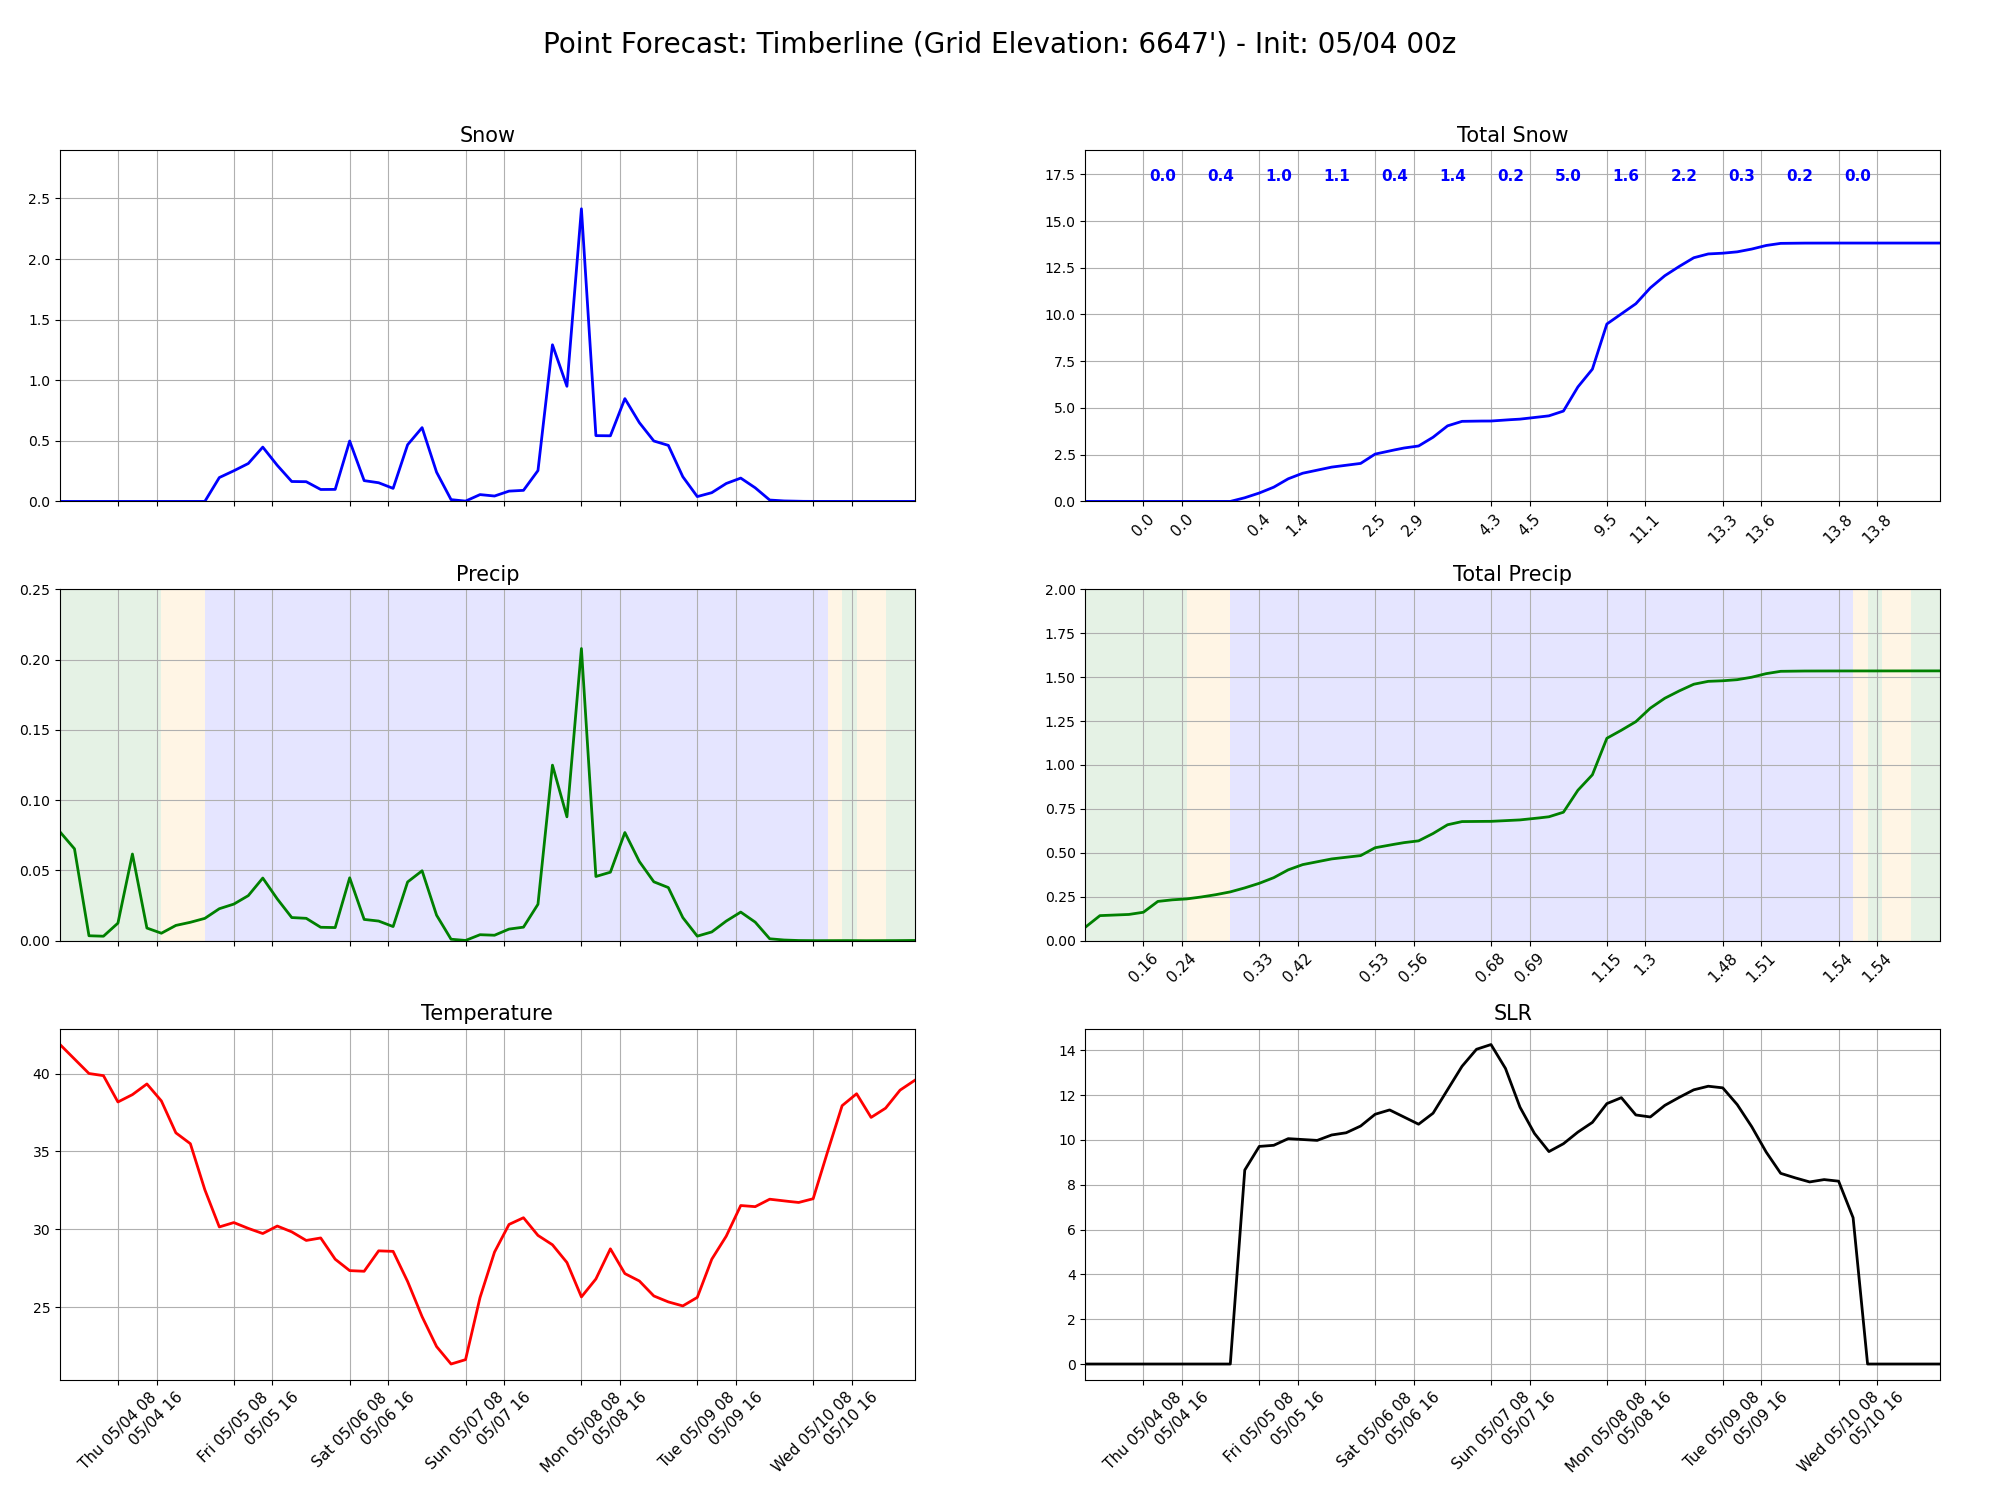 Point Forecast: Timberline (Grid Elevation: 6647') - Init: 05/04 00z
Snow
2.5
2.0
1.5
1.0
0.5
0.0
Total Snow
17.5
15.0
12.5
10.0
7.5
5.0
2.5
0.0
0.0 0.4 1.0 1.1 0.4 1.4 0.2 5.0 1.6 2.2 0.3 0.2 0.0
0.0 0.0 0.4 1.4 2.5 2.9 4.3 4.5 9.5 11.1 13.3 13.6 13.8 13.8
Precip
0.25
0.20
0.15
0.10
0.05
0.00
Total Precip
2.00
1.75
1.50
1.25
1.00
0.75
0.50
0.25
0.00
0.16 0.24 0.33 0.42 0.53 0.56 0.68 0.69 1.15 1.3 1.48 1.51 1.54 1.54
Temperature
40
35
30
25
Thu 05/04 08
05/04 16
Fri 05/05 08
05/05 16
Sat 05/06 08
05/06 16
Sun 05/07 08
05/07 16
Mon 05/08 08
05/08 16
Tue 05/09 08
05/09 16
Wed 05/10 08
05/10 16
SLR
14
12
10
8
6
4
2
0
Thu 05/04 08
05/04 16
Fri 05/05 08
05/05 16
Sat 05/06 08
05/06 16
Sun 05/07 08
05/07 16
Mon 05/08 08
05/08 16
Tue 05/09 08
05/09 16
Wed 05/10 08
05/10 16